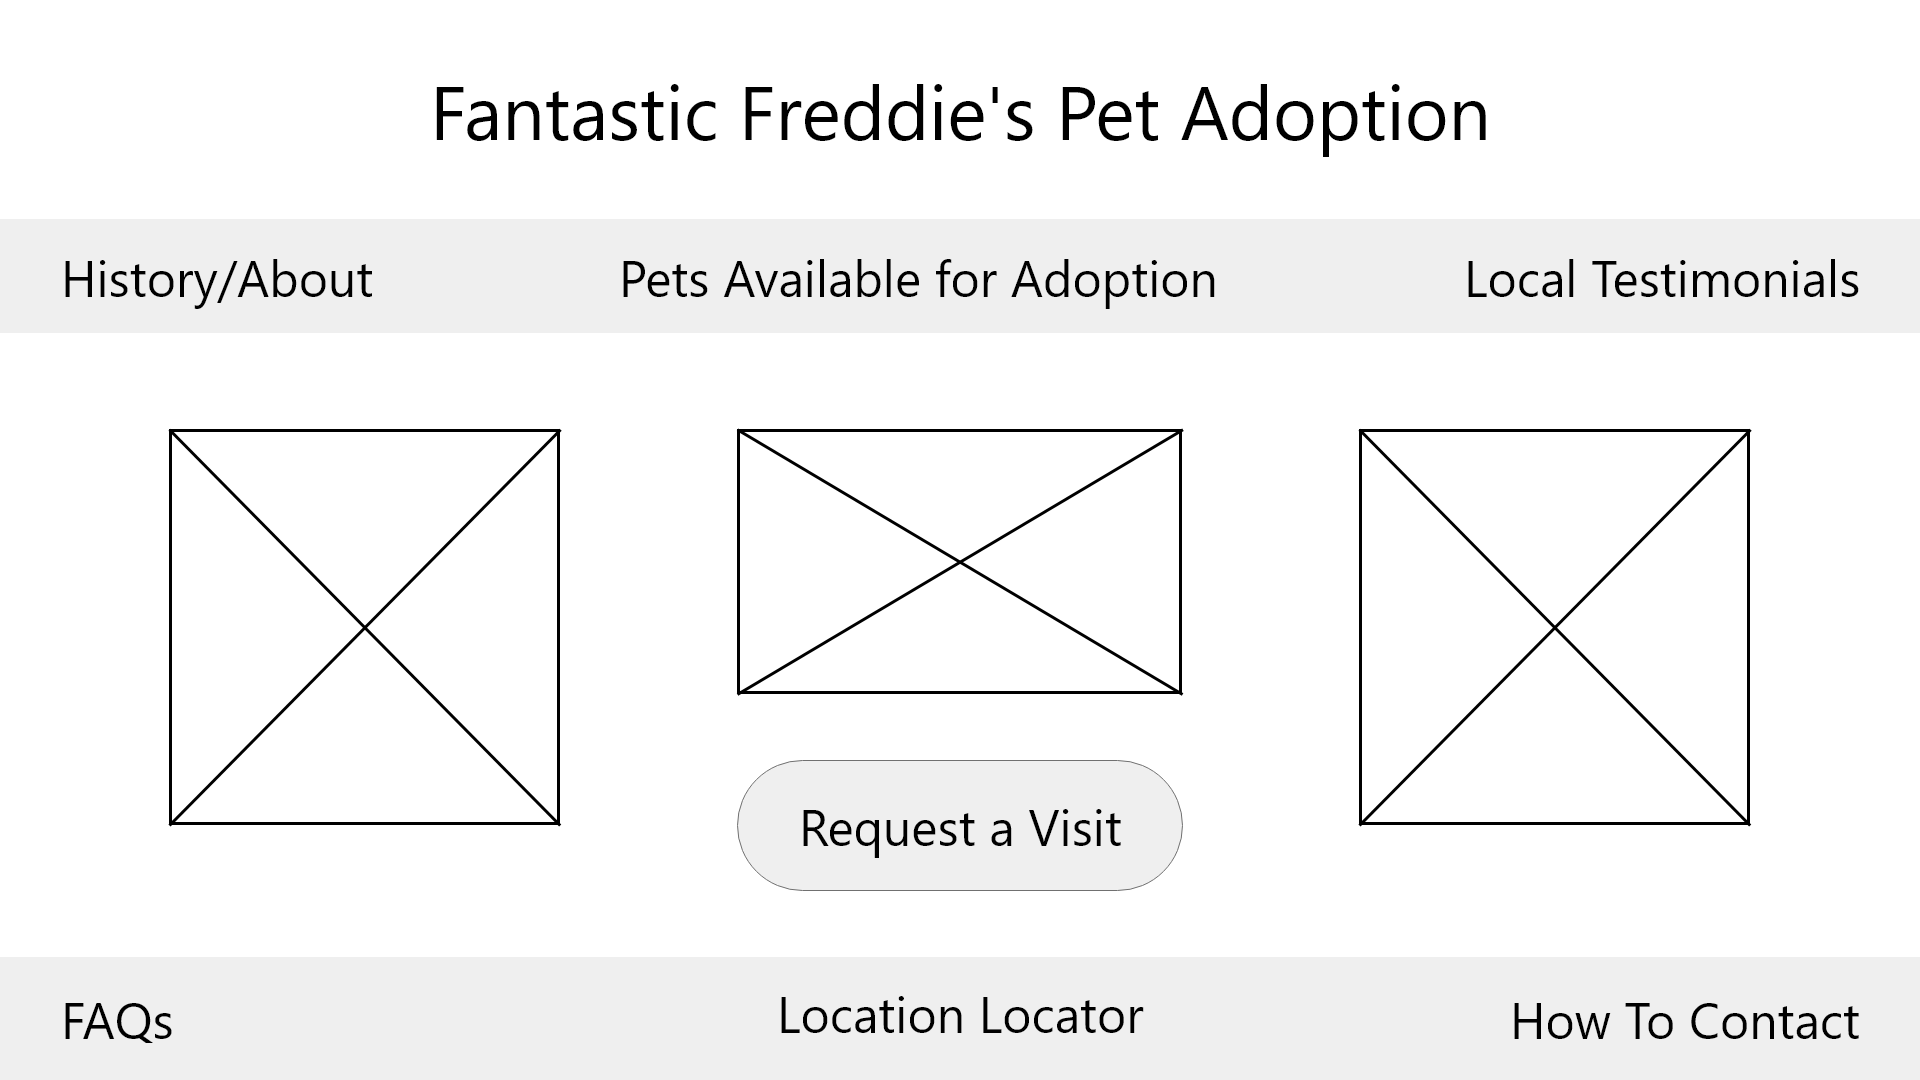 Fantastic Freddie's Pet Adoption
History/About
Pets Available for Adoption
Local Testimonials
Request a Visit
FAQs
Location Locator
How To Contact